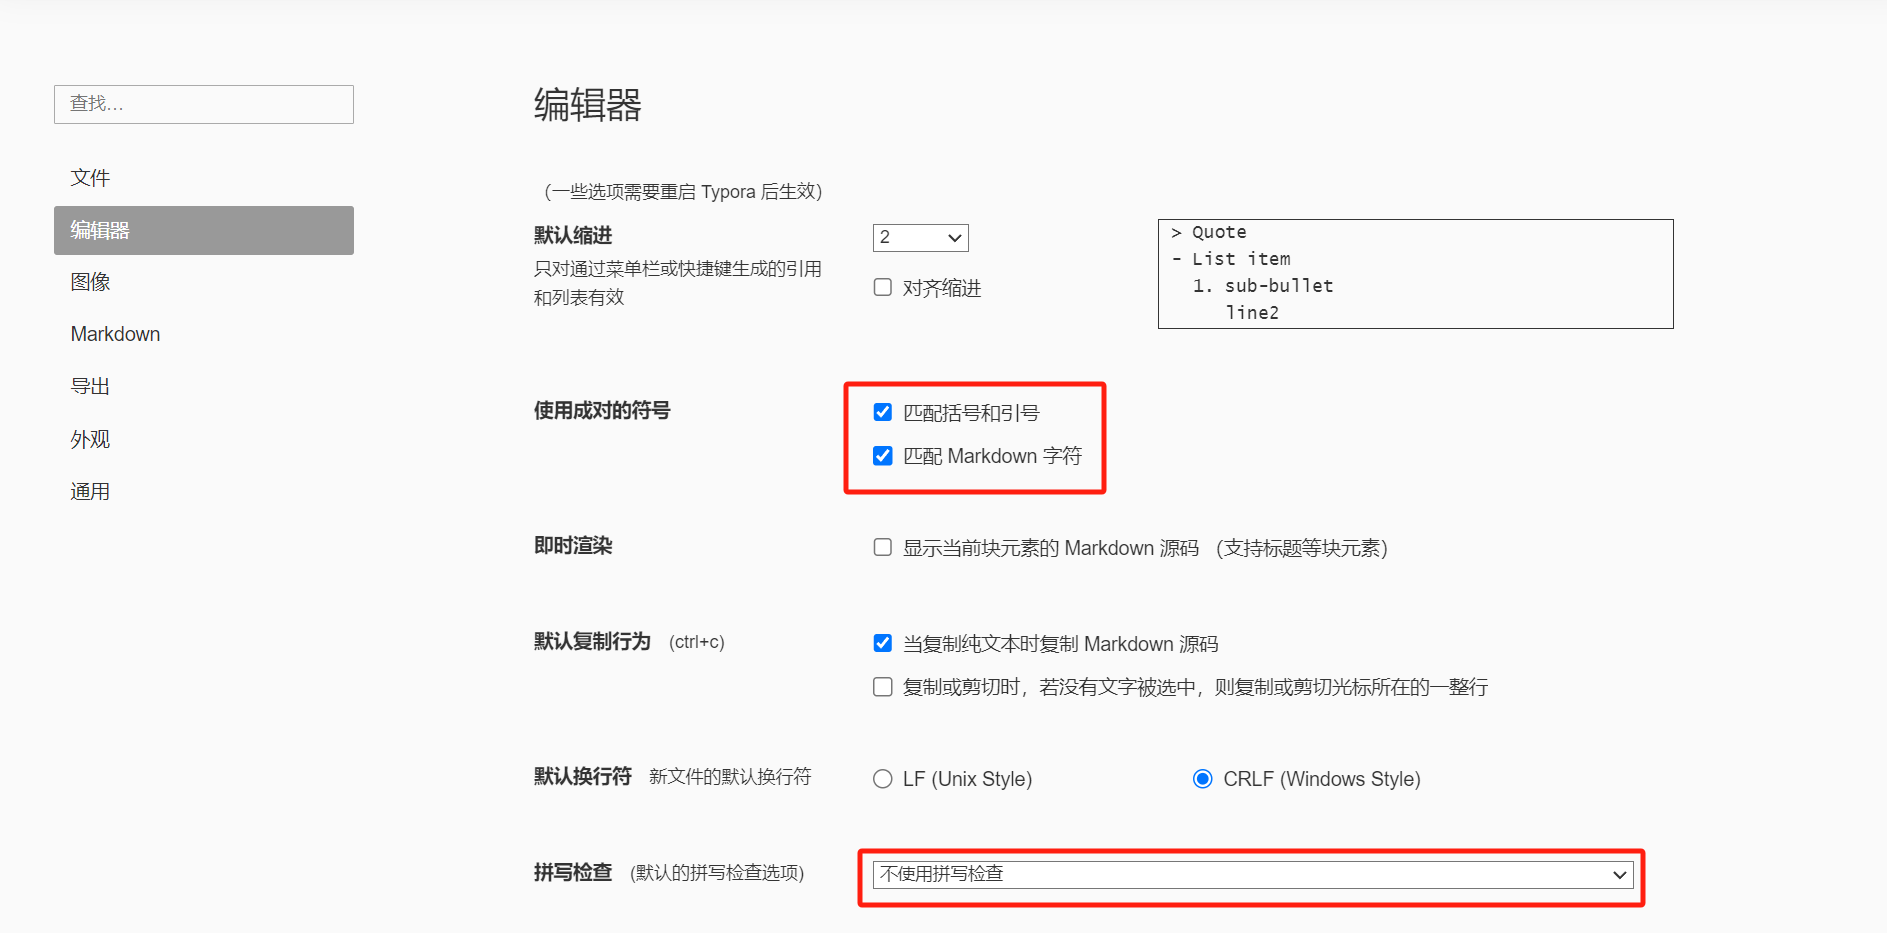 查找...
文件
编辑器
图像
Markdown
导出
外观
通用
编辑器
（一些选项需要重启 Typora 后生效）
默认缩进
只对通过菜单栏或快捷键生成的引用
和列表有效
2
对齐缩进
> Quote
- List item
1. sub-bullet
line2
使用成对的符号
匹配括号和引号
匹配 Markdown 字符
即时渲染
显示当前块元素的 Markdown 源码 （支持标题等块元素）
默认复制行为 (ctrl+c)
当复制纯文本时复制 Markdown 源码
复制或剪切时，若没有文字被选中，则复制或剪切光标所在的一整行
默认换行符 新文件的默认换行符
LF (Unix Style)
CRLF (Windows Style)
拼写检查 (默认的拼写检查选项)
不使用拼写检查